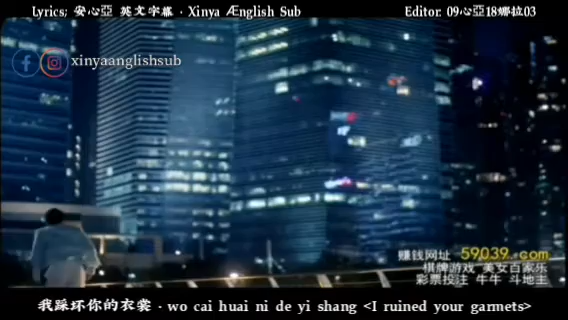 Lyrics; 安心亞 英文字幕 · Xinya Ænglish Sub
Editor: 09心亞18娜拉03
xinyaanglishsub
赚钱网址 59039.com
棋牌游戏 美女百家乐
彩票投注 牛牛 斗地主
我踩坏你的衣裳 · wo cai huai ni de yi shang <I ruined your garmets>